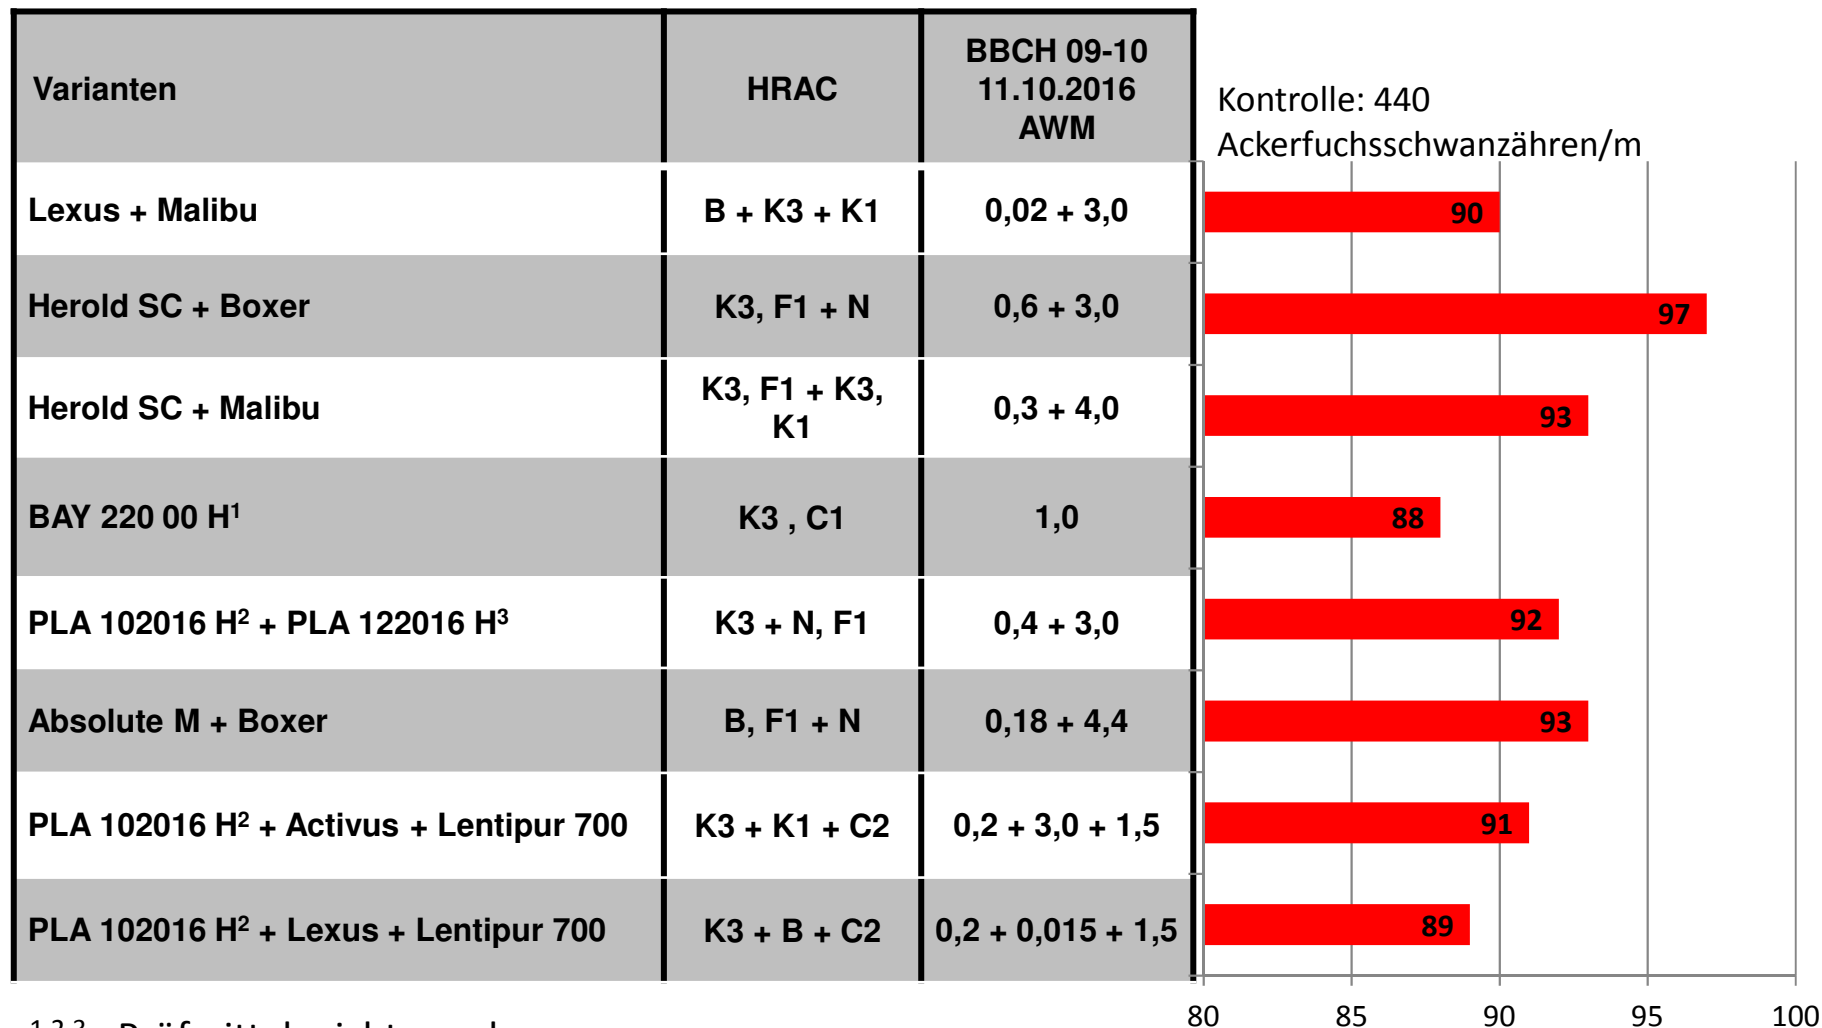 Varianten
HRAC
BBCH 09-10
11.10.2016
AWM
Kontrolle: 440
Ackerfuchsschwanzähren/m
Lexus + Malibu
B + K3 + K1
0,02 + 3,0
90
Herold SC + Boxer
K3, F1 + N
0,6 + 3,0
97
Herold SC + Malibu
K3, F1 + K3,
K1
0,3 + 4,0
93
BAY 220 00 H¹
K3 , C1
1,0
88
PLA 102016 H² + PLA 122016 H³
K3 + N, F1
0,4 + 3,0
92
Absolute M + Boxer
B, F1 + N
0,18 + 4,4
93
PLA 102016 H² + Activus + Lentipur 700
K3 + K1 + C2
0,2 + 3,0 + 1,5
91
PLA 102016 H² + Lexus + Lentipur 700
K3 + B + C2
0,2 + 0,015 + 1,5
89
80 85 90 95 100